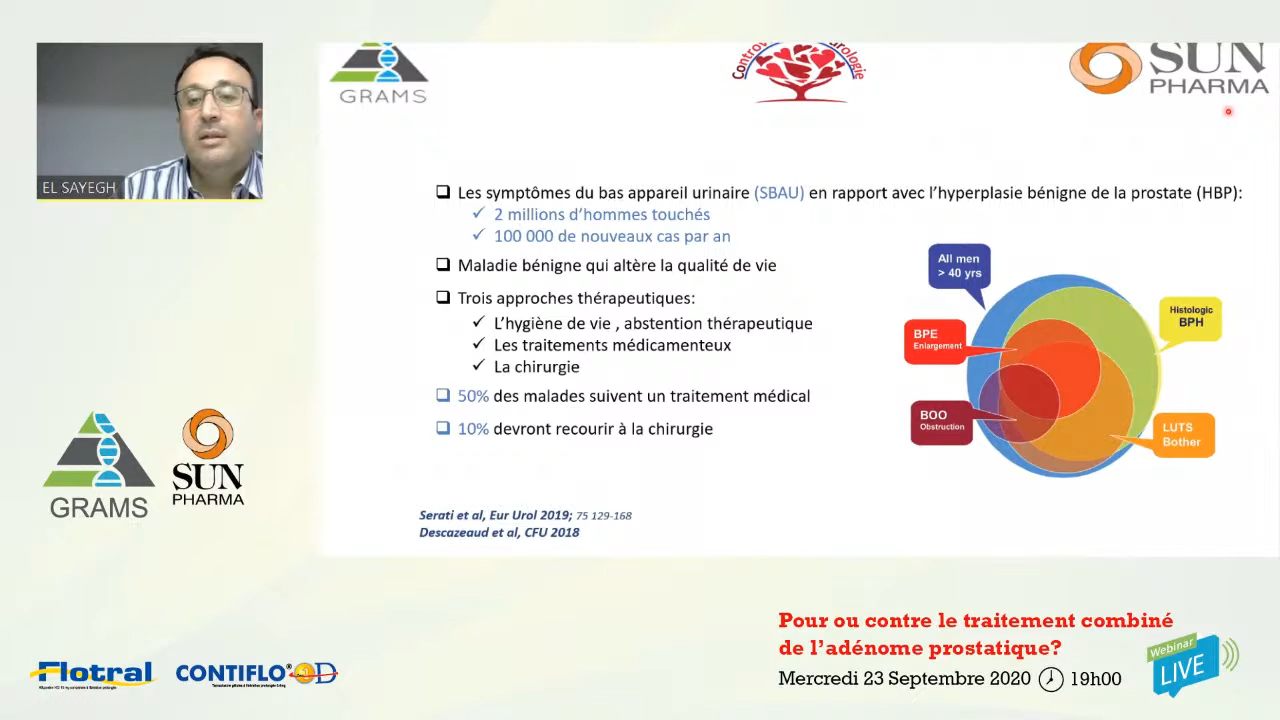 EL SAYEGH
GRAMS
SUN
PHARMA
Les symptômes du bas appareil urinaire (SBAU) en rapport avec l'hyperplasie bénigne de la prostate (HBP):
2 millions d'hommes touchés
100 000 de nouveaux cas par an
Maladie bénigne qui altère la qualité de vie
Trois approches thérapeutiques:
L'hygiène de vie , abstention thérapeutique
Les traitements médicamenteux
La chirurgie
50% des malades suivent un traitement médical
10% devront recourir à la chirurgie
All men
> 40 yrs
Histologic
BPH
BPE
Enlargement
BOO
Obstruction
LUTS
Bother
Serati et al, Eur Urol 2019; 75 129-168
Descazeaud et al, CFU 2018
GRAMS
SUN
PHARMA
Pour ou contre le traitement combiné
de l'adénome prostatique?
Mercredi 23 Septembre 2020 19h00
Webinar
LIVE
Flotral
CONTIFLO® OD